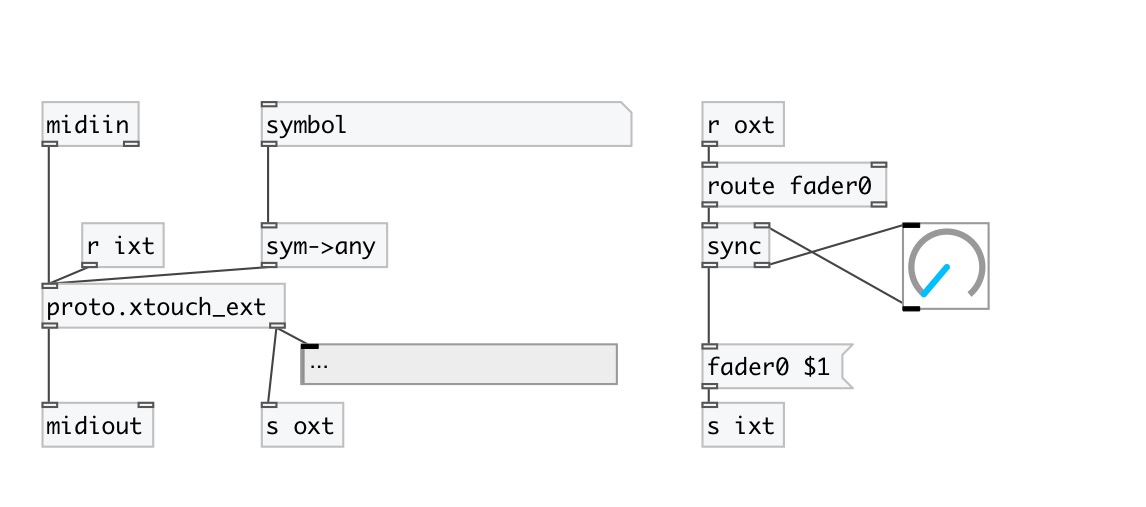 midiin
symbol
r oxt
route fader0
r ixt
sym->any
sync
proto.xtouch_ext
...
fader0 $1
midiout
s oxt
s ixt